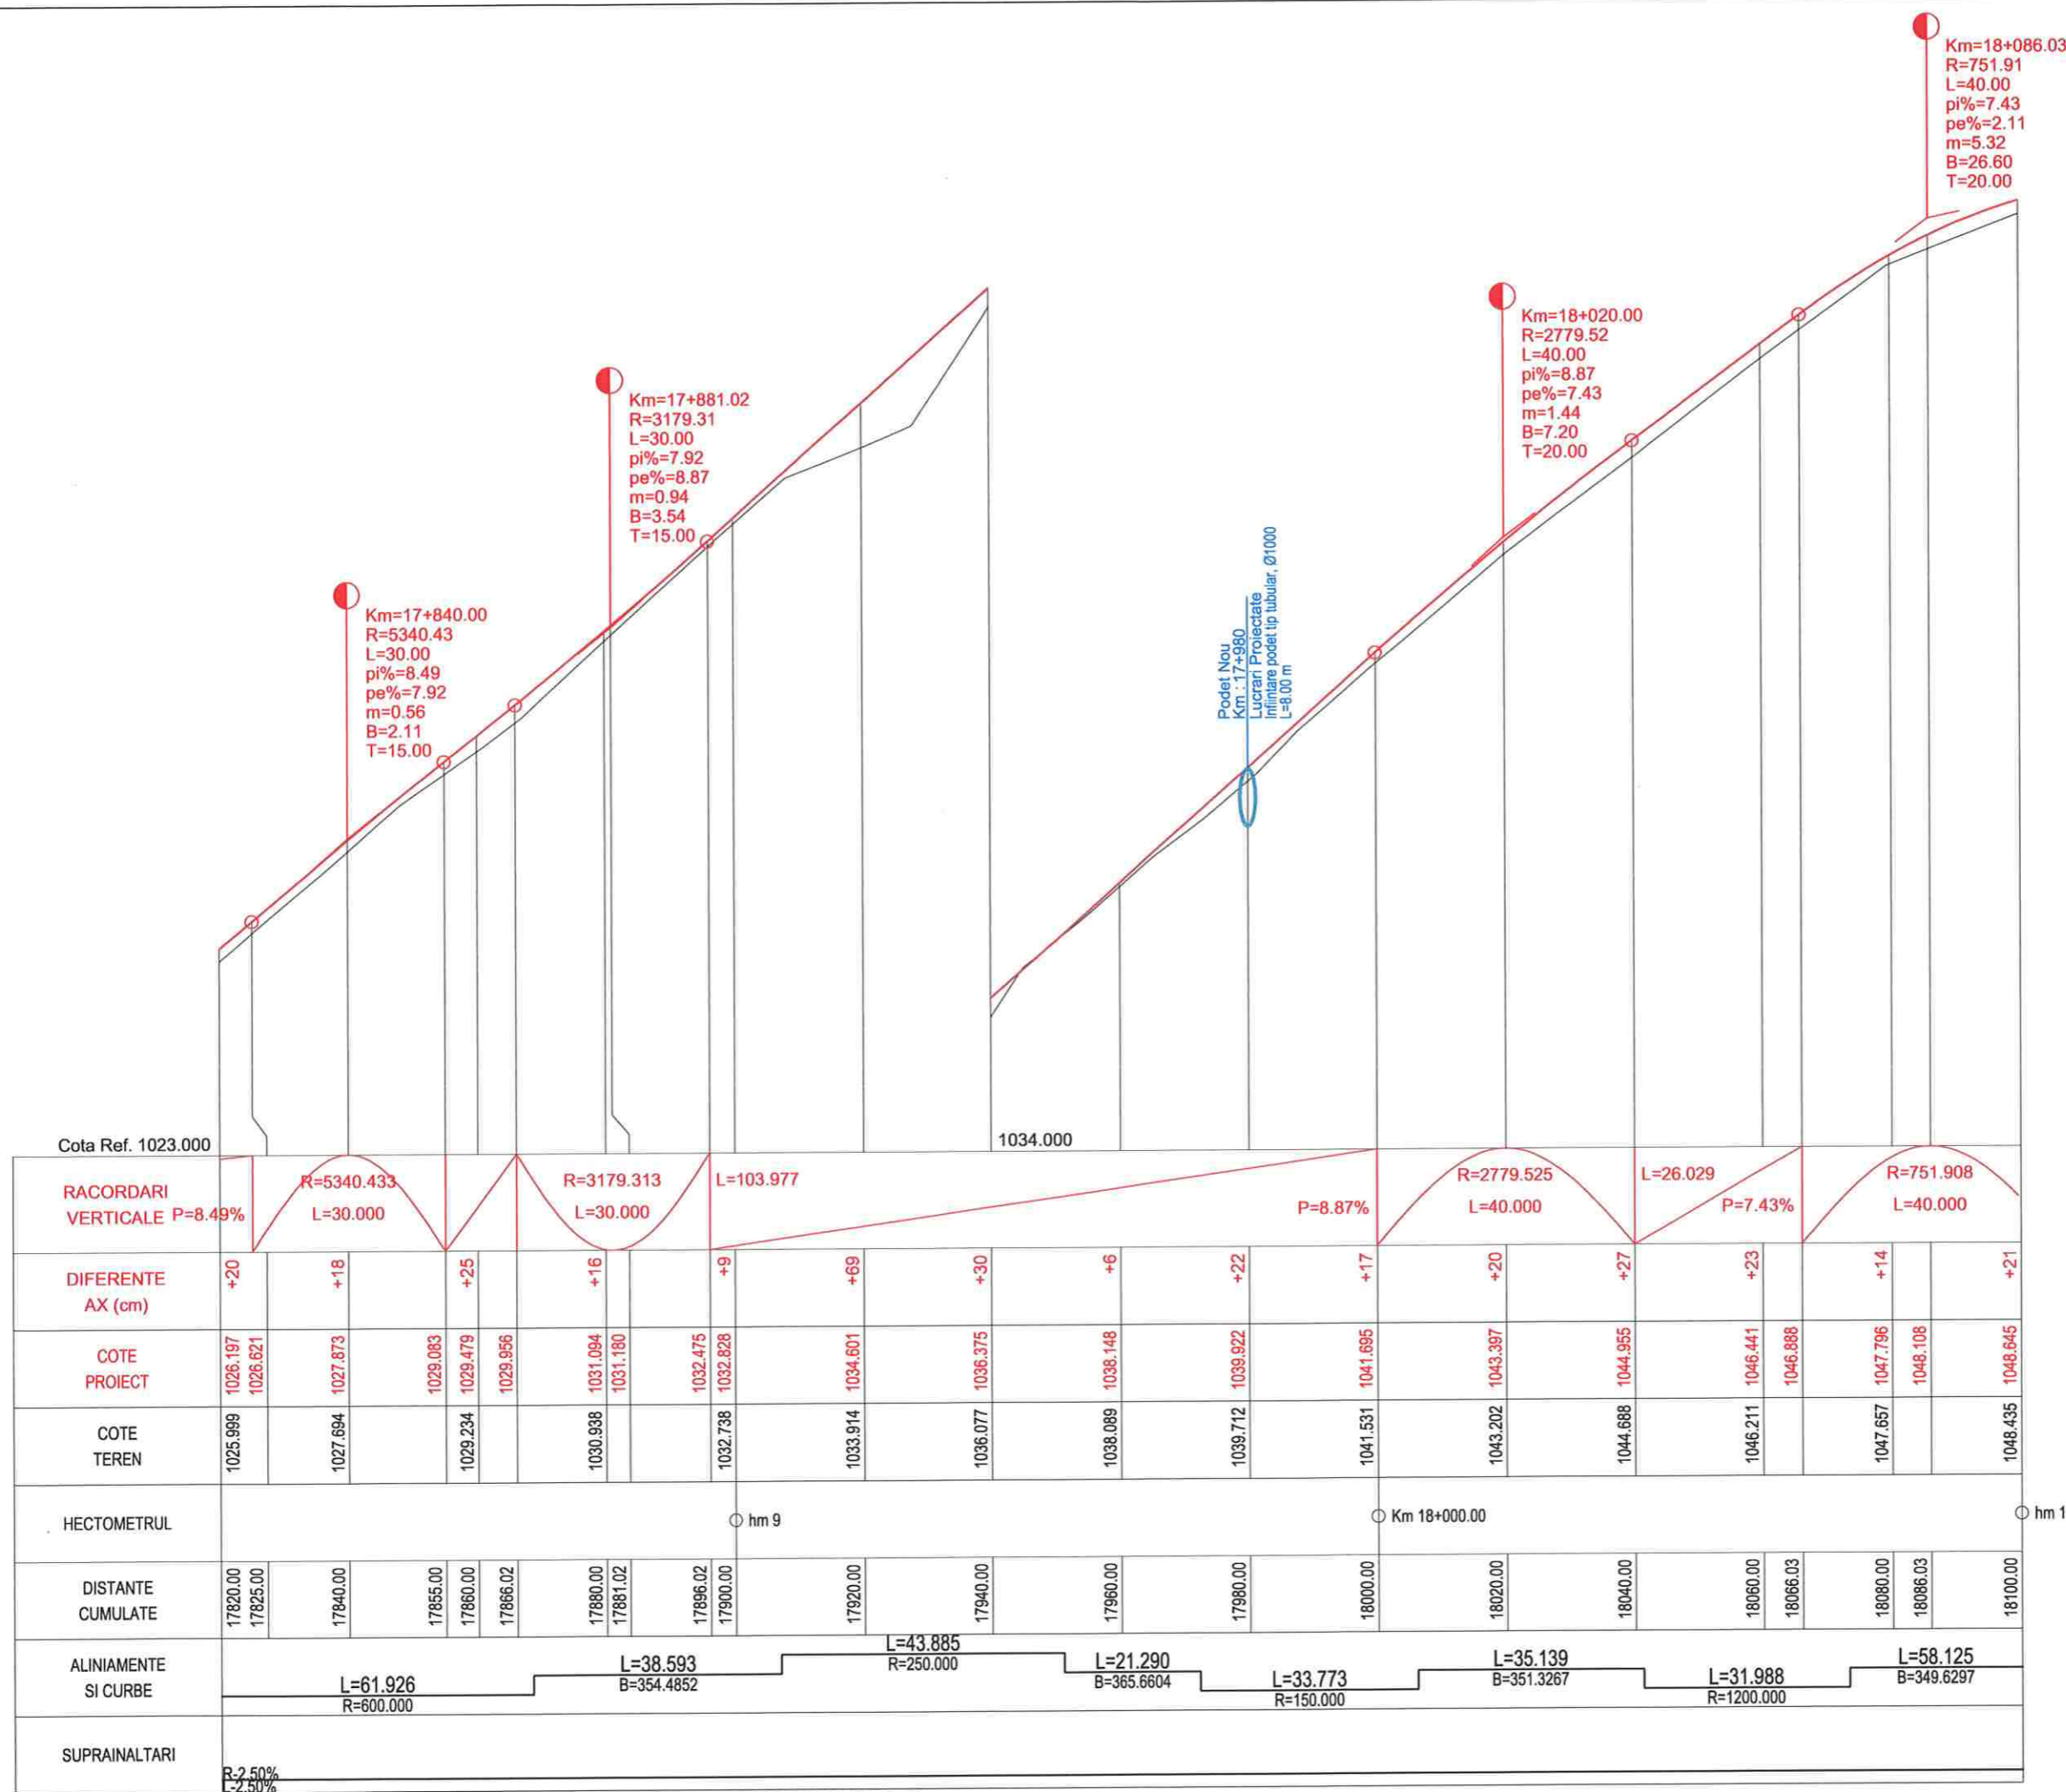 Km=18+086.03
R=751.91
L=40.00
pi%=7.43
pe%=2.11
m=5.32
B=26.60
T=20.00
Km=18+020.00
R=2779.52
L=40.00
pi%=8.87
pe%=7.43
m=1.44
B=7.20
T=20.00
Km=17+881.02
R=3179.31
L=30.00
pi%=7.92
pe%=8.87
m=0.94
B=3.54
T=15.00
Km=17+840.00
R=5340.43
L=30.00
pi%=8.49
pe%=7.92
m=0.56
B=2.11
T=15.00
Podet Nou
Km : 17+980
Lucrari Proiectate
Infiintare podet tip tubular, Ø1000
L=8.00 m
Cota Ref. 1023.000
1034.000
RACORDARI
VERTICALE
P=8.49%
R=5340.433
L=30.000
R=3179.313
L=30.000
L=103.977
P=8.87%
R=2779.525
L=40.000
L=26.029
P=7.43%
R=751.908
L=40.000
DIFERENTE
AX (cm)
+20
+18
+25
+16
+9
+69
+30
+6
+22
+17
+20
+27
+23
+14
+21
COTE
PROIECT
1026.197
1026.621
1027.873
1029.083
1029.479
1029.956
1031.094
1031.180
1032.475
1032.828
1034.601
1036.375
1038.148
1039.922
1041.695
1043.397
1044.955
1046.441
1046.888
1047.796
1048.108
1048.645
COTE
TEREN
1025.999
1027.694
1029.234
1030.938
1032.738
1033.914
1036.077
1038.089
1039.712
1041.531
1043.202
1044.688
1046.211
1047.657
1048.435
HECTOMETRUL
hm 9
Km 18+000.00
hm 1
DISTANTE
CUMULATE
17820.00
17825.00
17840.00
17855.00
17860.00
17866.02
17880.00
17881.02
17896.02
17900.00
17920.00
17940.00
17960.00
17980.00
18000.00
18020.00
18040.00
18060.00
18066.03
18080.00
18086.03
18100.00
ALINIAMENTE
SI CURBE
L=61.926
R=600.000
L=38.593
B=354.4852
L=43.885
R=250.000
L=21.290
B=365.6604
L=33.773
R=150.000
L=35.139
B=351.3267
L=31.988
R=1200.000
L=58.125
B=349.6297
SUPRAINALTARI
R-2.50%
L-2.50%